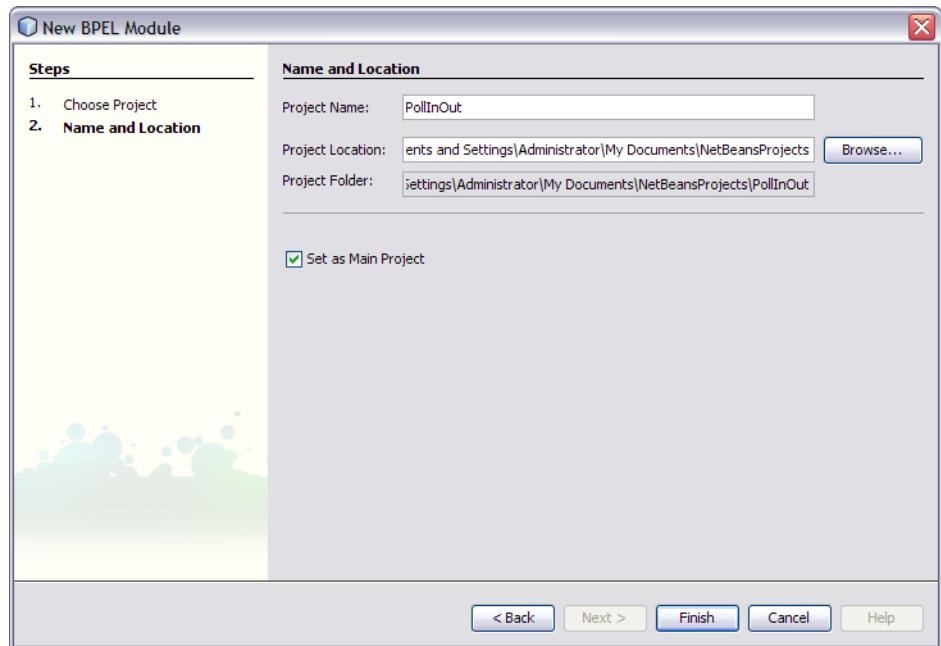 New BPEL Module
Steps
1. Choose Project
2. Name and Location
Name and Location
Project Name: PollInOut
Project Location: ents and Settings\Administrator\My Documents\NetBeansProjects Browse...
Project Folder: Settings\Administrator\My Documents\NetBeansProjects\PollInOut
Set as Main Project
< Back Next > Finish Cancel Help